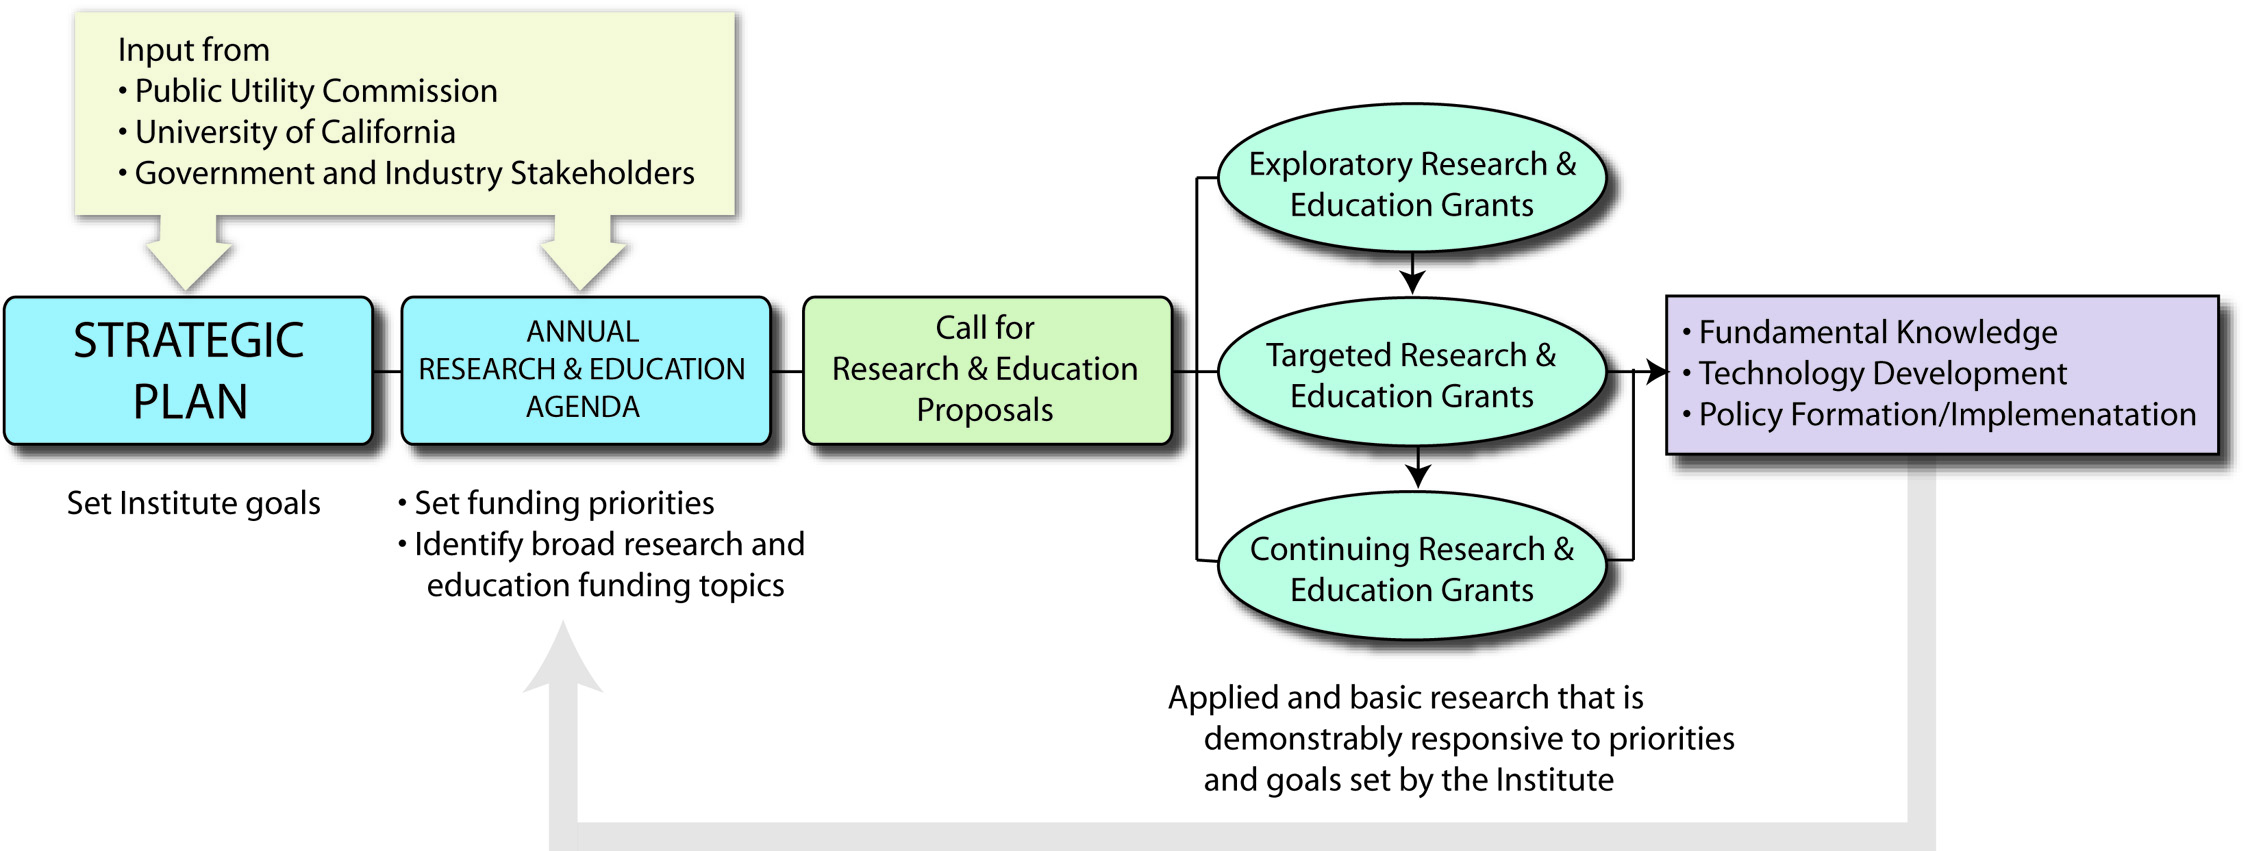 Input from
• Public Utility Commission
• University of California
• Government and Industry Stakeholders
STRATEGIC
PLAN
Set Institute goals
ANNUAL
RESEARCH & EDUCATION
AGENDA
• Set funding priorities
• Identify broad research and
education funding topics
Call for
Research & Education
Proposals
Exploratory Research &
Education Grants
Targeted Research &
Education Grants
Continuing Research &
Education Grants
Applied and basic research that is
demonstrably responsive to priorities
and goals set by the Institute
• Fundamental Knowledge
• Technology Development
• Policy Formation/Implemenatation